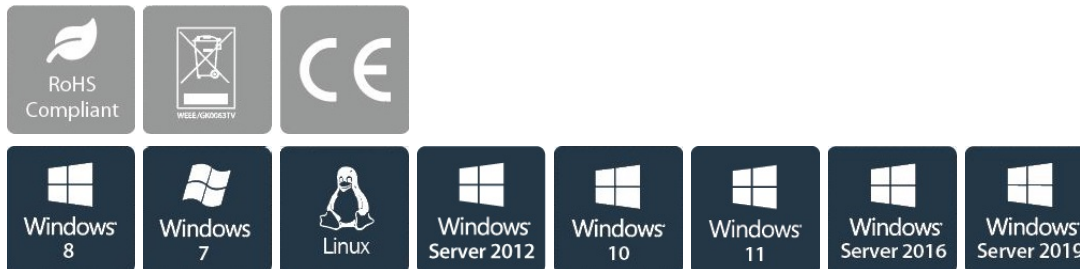 RoHS
Compliant
WEEE/GK0083TV
CE
Windows
8
Windows
7
Linux
Windows
Server 2012
Windows
10
Windows
11
Windows
Server 2016
Windows
Server 2019